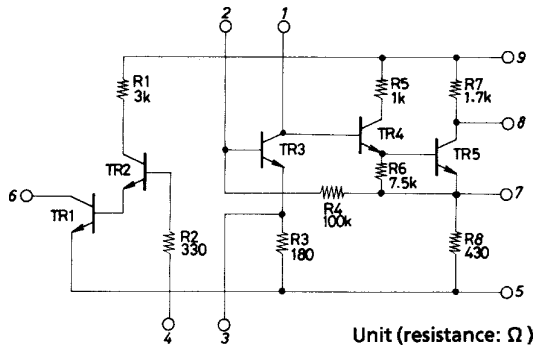 2 1
9
R1
3k
R5
1k
R7
1.7k
8
TR3
TR4
TR5
TR2
R6
7.5k
6
TR1
R4
100k
7
R2
330
R3
180
R8
430
5
4 3
Unit (resistance: Ω)